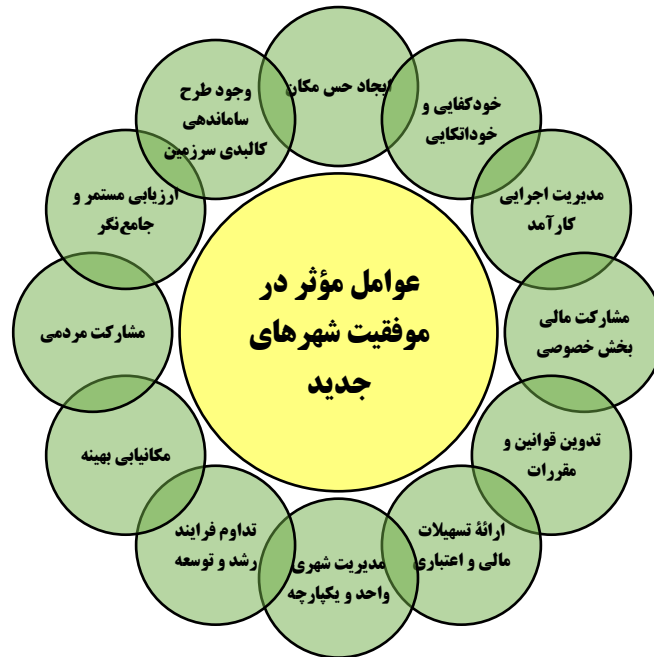 عوامل مؤثر در
موفقیت شهرهای
جدید
ایجاد حس مکان
خودکفایی و
خوداتکایی
مدیریت اجرایی
کارآمد
مشارکت مالی
بخش خصوصی
تدوین قوانین و
مقررات
ارائۀ تسهیلات
مالی و اعتباری
مدیریت شهری
واحد و یکپارچه
تداوم فرایند
رشد و توسعه
مکانیابی بهینه
مشارکت مردمی
ارزیابی مستمر و
جامع‌نگر
وجود طرح
ساماندهی
کالبدی سرزمین